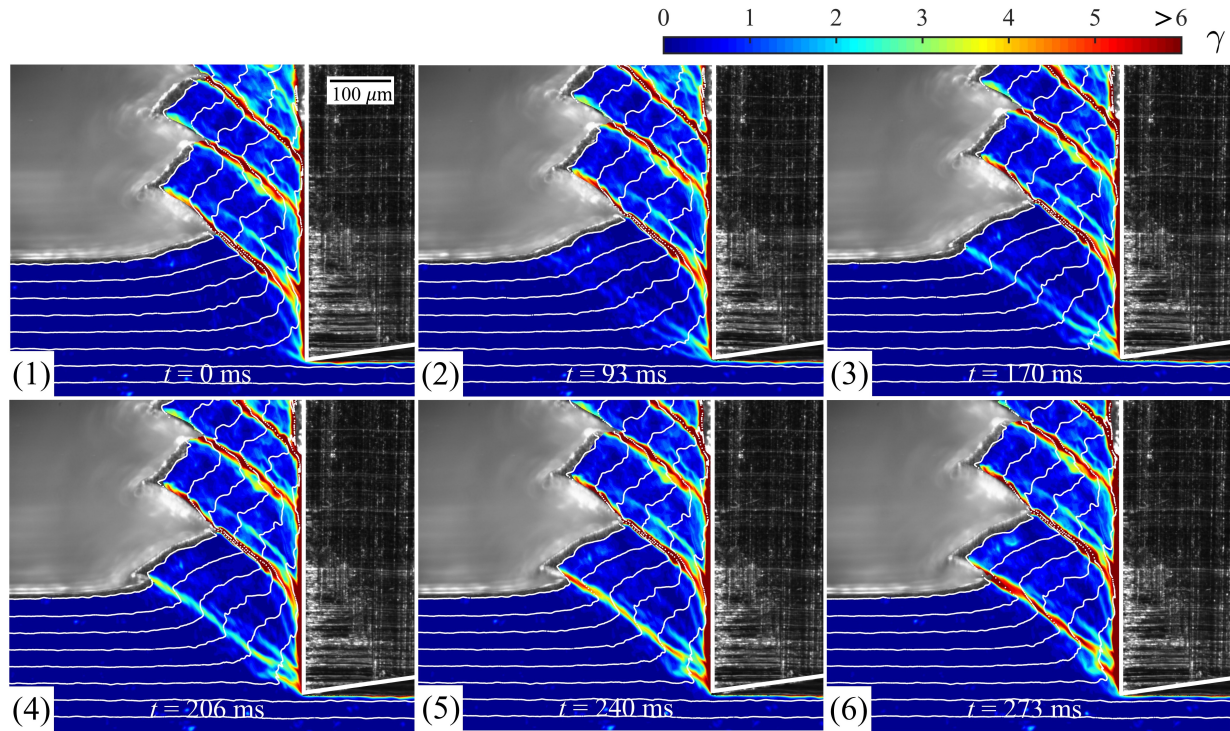 0 1 2 3 4 5 >6
γ
100 μm
(1) t = 0 ms
(2) t = 93 ms
(3) t = 170 ms
(4) t = 206 ms
(5) t = 240 ms
(6) t = 273 ms